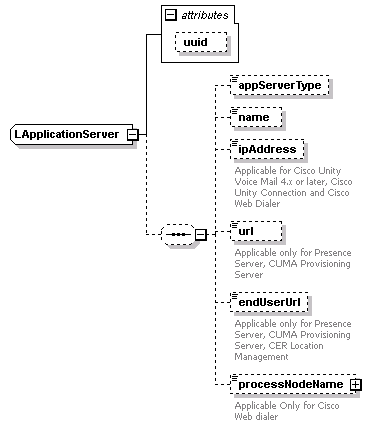 attributes
uuid
LApplicationServer
appServerType
name
ipAddress
Applicable for Cisco Unity
Voice Mail 4.x or later, Cisco
Unity Connection and Cisco
Web Dialer
url
Applicable only for Presence
Server, CUMA Provisioning
Server
endUserUrl
Applicable only for Presence
Server, CUMA Provisioning
Server, CER Location
Management
processNodeName
Applicable Only for Cisco
Web dialer